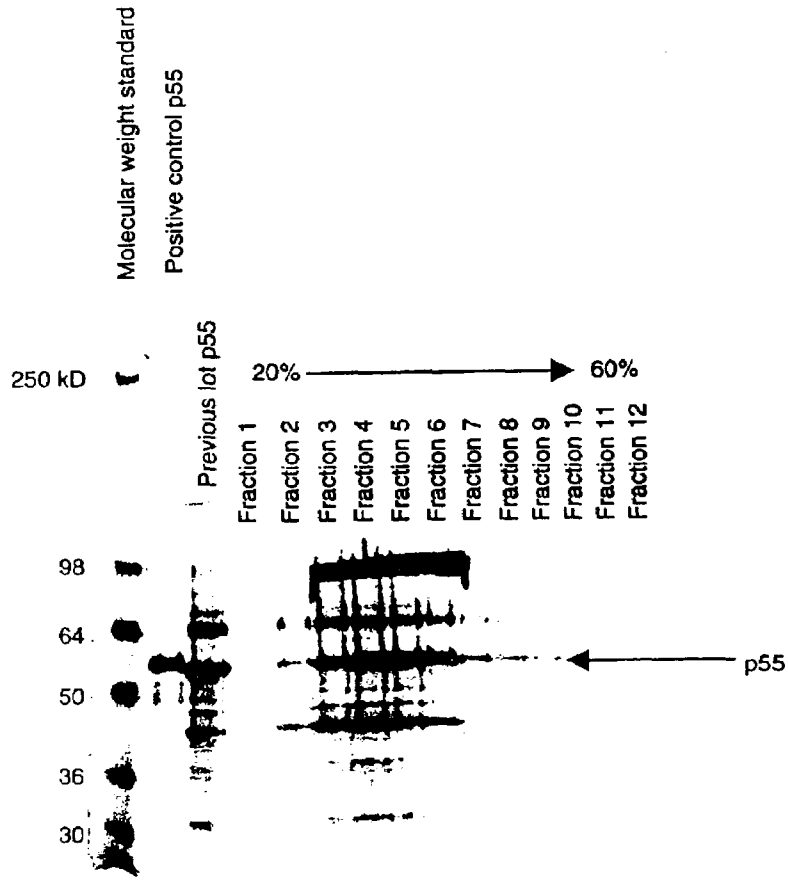 Molecular weight standard
Positive control p55
Previous lot p55
250 kD
20%
60%
Fraction 1
Fraction 2
Fraction 3
Fraction 4
Fraction 5
Fraction 6
Fraction 7
Fraction 8
Fraction 9
Fraction 10
Fraction 11
Fraction 12
98
64
50
36
30
p55